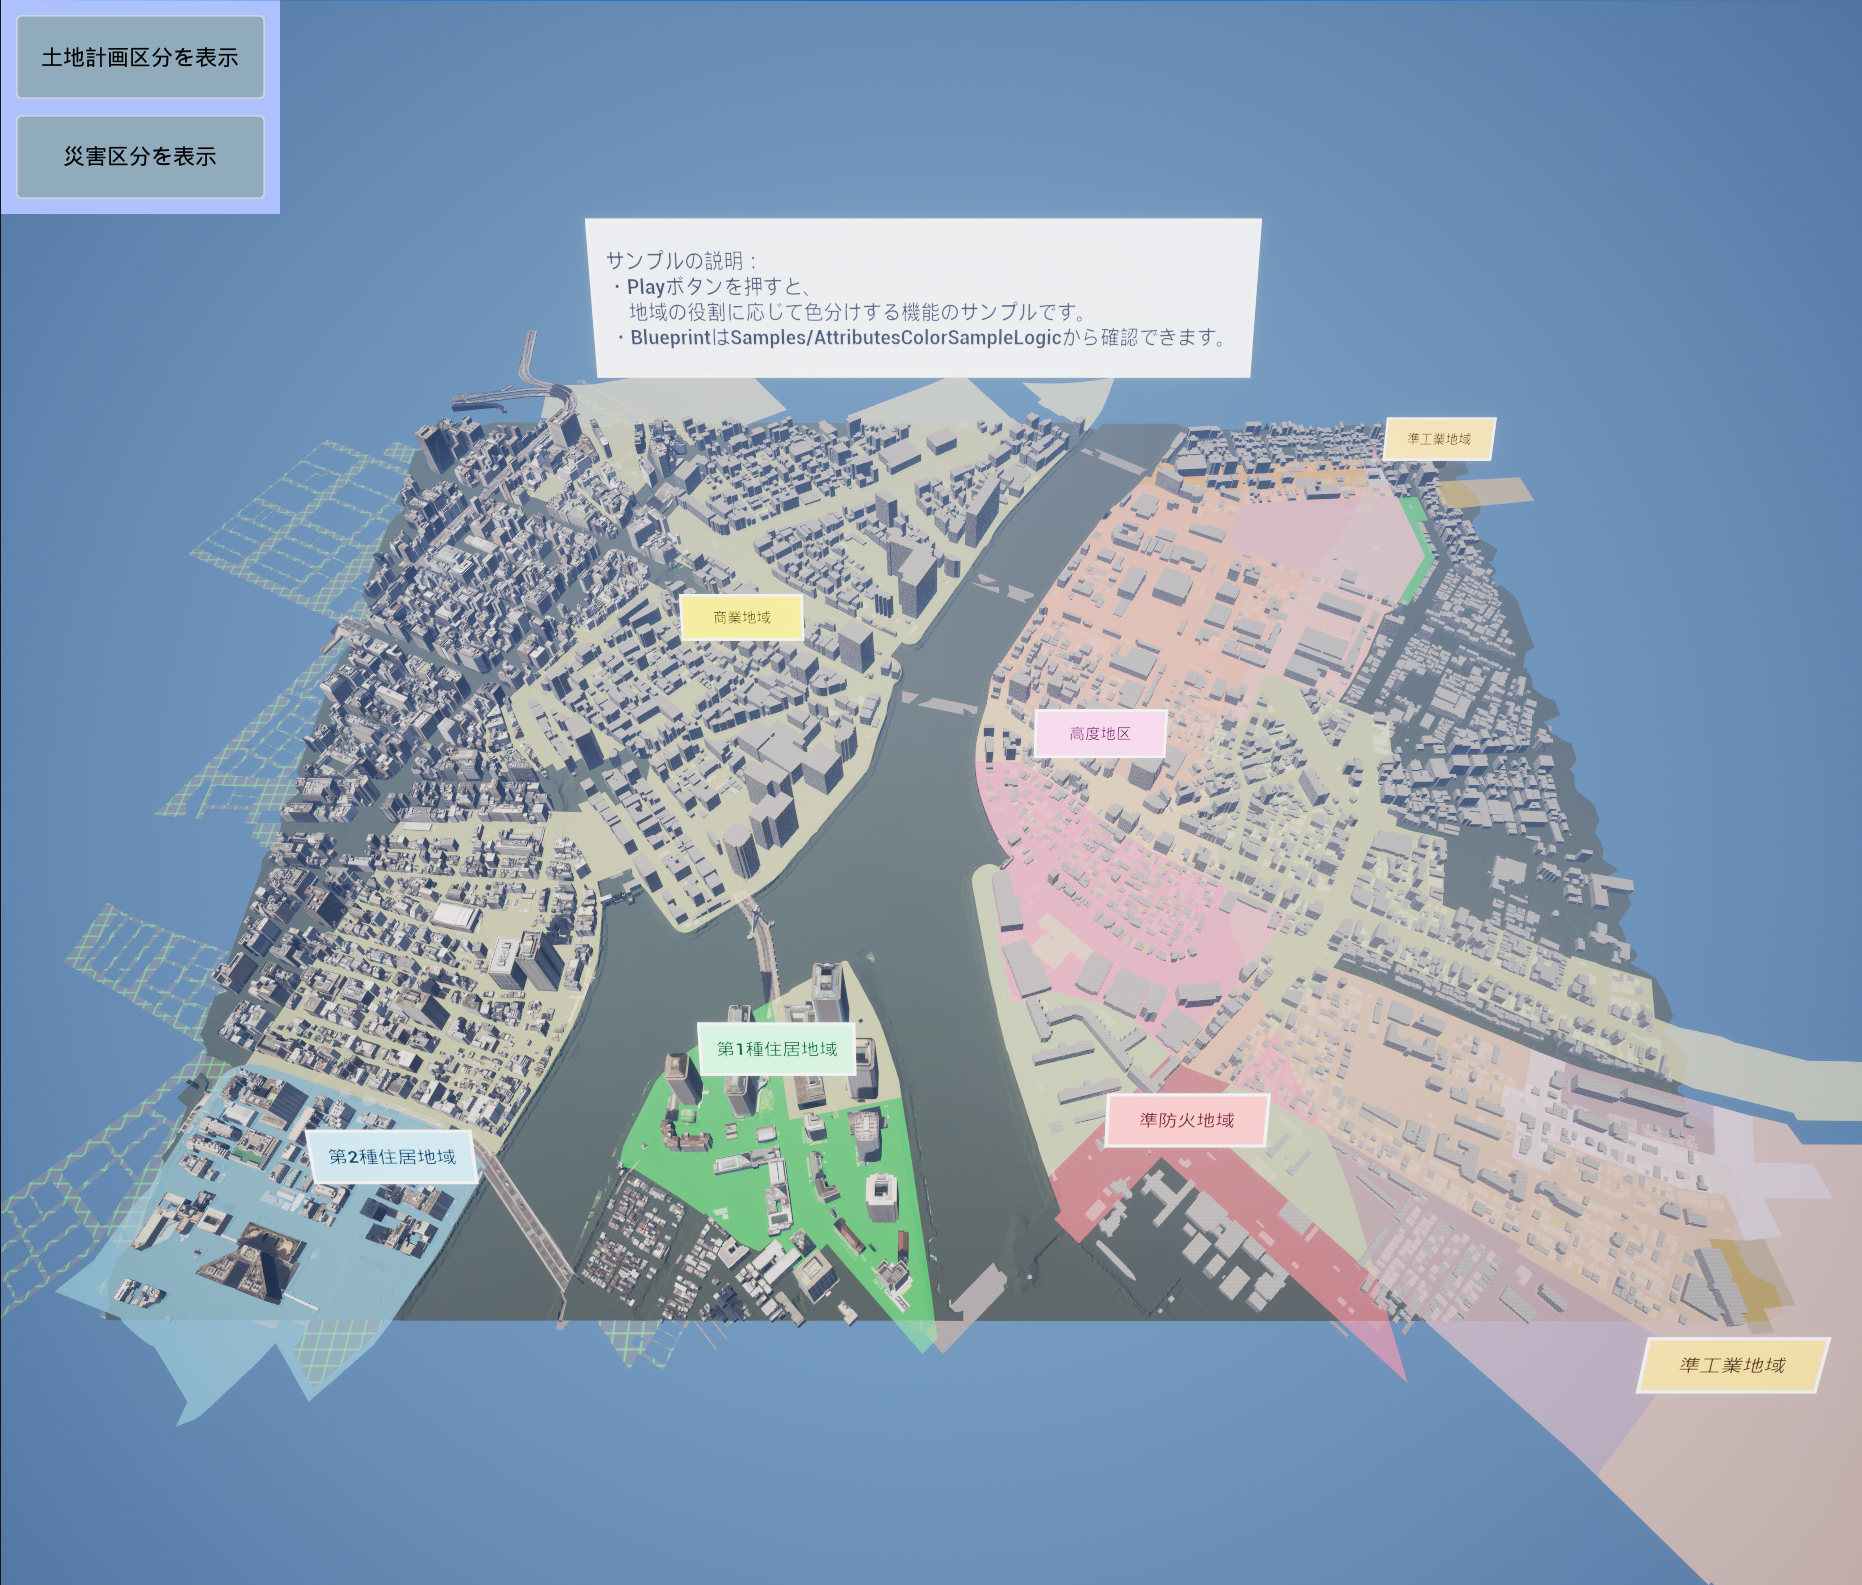 土地計画区分を表示
災害区分を表示
サンプルの説明：
・Playボタンを押すと、
地域の役割に応じて色分けする機能のサンプルです。
・BlueprintはSamples/AttributesColorSampleLogicから確認できます。
準工業地域
商業地域
高度地区
第1種住居地域
準防火地域
第2種住居地域
準工業地域